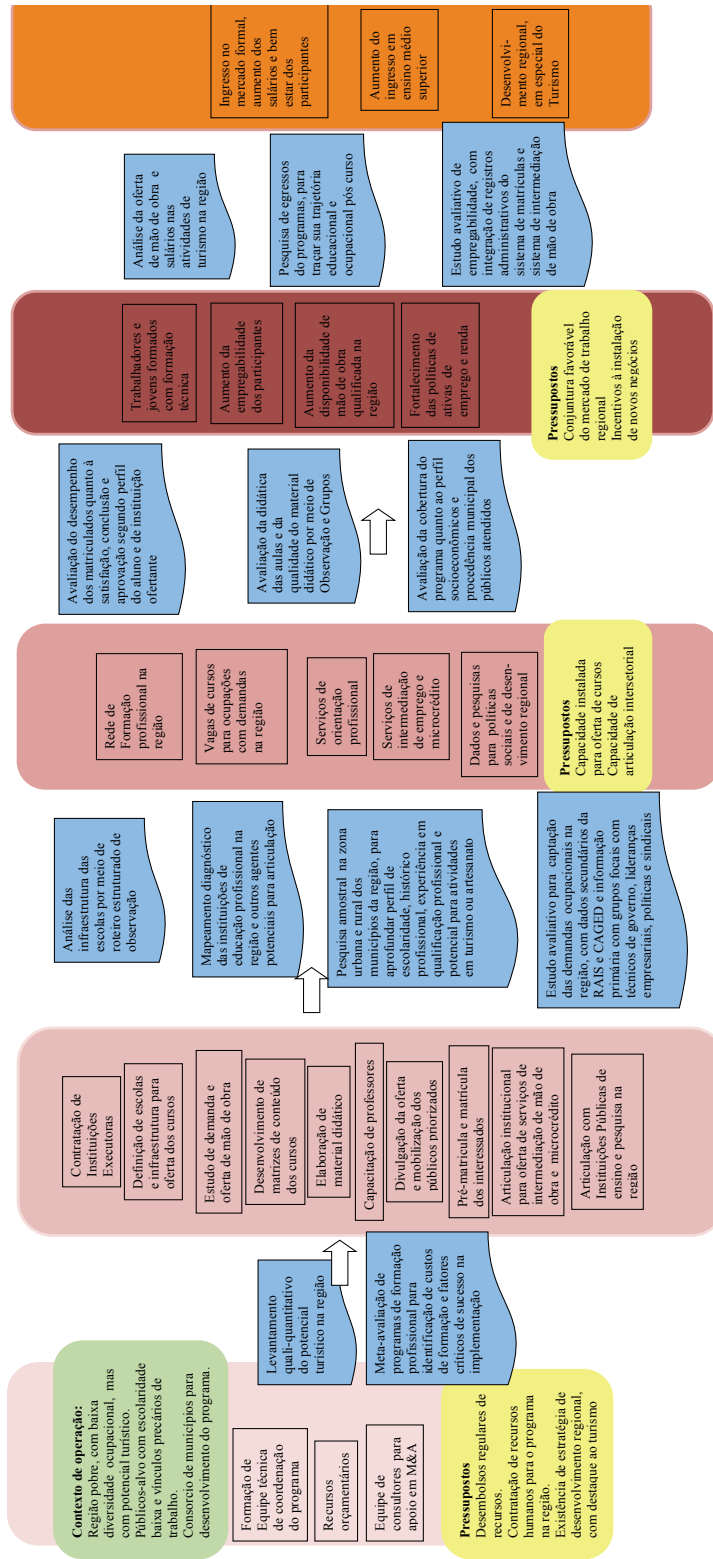 Contexto de operação:
Região pobre, com baixa
diversidade ocupacional, mas
com potencial turístico.
Públicos-alvo com escolaridade
baixa e vínculos precários de
trabalho.
Consorcio de municípios para
desenvolvimento do programa.
Formação de
Equipe técnica
de coordenação
do programa
Recursos
orçamentários
Equipe de
consultores para
apoio em M&A
Pressupostos
Desembolsos regulares de
recursos.
Contratação de recursos
humanos para o programa
na região.
Existência de estratégia de
desenvolvimento regional,
com destaque ao turismo
Levantamento
quali-quantitativo
do potencial
turístico na região
Meta-avaliação de
programas de formação
profissional para
identificação de custos
de formação e fatores
críticos de sucesso na
implementação
Contratação de
Instituições
Executoras
Definição de escolas
e infraestrutura para
oferta dos cursos
Estudo de demanda e
oferta de mão de obra
Desenvolvimento de
matrizes de conteúdo
dos cursos
Elaboração de
material didático
Capacitação de professores
Divulgação da oferta
e mobilização dos
públicos priorizados
Pré-matrícula e matrícula
dos interessados
Articulação institucional
para oferta de serviços de
intermediação de mão de
obra e microcrédito
Articulação com
Instituições Públicas de
ensino e pesquisa na
região
Análise das
infraestrutura das
escolas por meio de
roteiro estruturado de
observação
Mapeamento diagnóstico
das instituições de
educação profissional na
região e outros agentes
potenciais para articulação
Pesquisa amostral na zona
urbana e rural dos
municípios da região, para
aprofundar perfil de
escolaridade, histórico
profissional, experiência em
qualificação profissional e
potencial para atividades
em turismo ou artesanato
Estudo avaliativo para captação
das demandas ocupacionais na
região, com dados secundários da
RAIS e CAGED e informação
primária com grupos focais com
técnicos de governo, lideranças
empresariais, políticas e sindicais
Rede de
Formação
profissional na
região
Vagas de cursos
para ocupações
com demandas
na região
Serviços de
orientação
profissional
Serviços de
intermediação
de emprego e
microcrédito
Dados e pesquisas
para políticas
sociais e de desen-
vimento regional
Pressupostos
Capacidade instalada
para oferta de cursos
Capacidade de
articulação intersetorial
Avaliação do desempenho
dos matriculados quanto à
satisfação, conclusão e
aprovação segundo perfil
do aluno e de instituição
ofertante
Avaliação da didática
das aulas e da
qualidade do material
didático por meio de
Observação e Grupos
Avaliação da cobertura do
programa quanto ao perfil
socioeconômicos e
procedência municipal dos
públicos atendidos
Trabalhadores e
jovens formados
com formação
técnica
Aumento da
empregabilidade
dos participantes
Aumento da
disponibilidade de
mão de obra
qualificada na
região
Fortalecimento
das políticas de
ativas de
emprego e renda
Pressupostos
Conjuntura favorável
do mercado de trabalho
regional
Incentivos à instalação
de novos negócios
Análise da oferta
de mão de obra e
salários nas
atividades de
turismo na região
Pesquisa de egressos
do programas, para
traçar sua trajetória
educacional e
ocupacional pós curso
Estudo avaliativo de
empregabilidade, com
integração de registros
administrativos do
sistema de matrículas e
sistema de intermediação
de mão de obra
Ingresso no
mercado formal,
aumento dos
salários e bem
estar dos
participantes
Aumento do
ingresso em
ensino médio
superior
Desenvolvi-
mento regional,
em especial do
Turismo